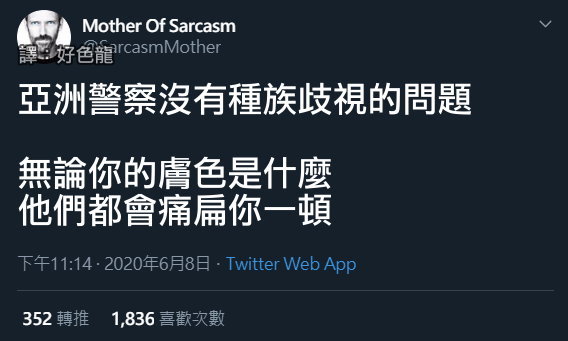 Mother Of Sarcasm
@SarcasmMother
譯：好色龍
亞洲警察沒有種族歧視的問題
無論你的膚色是什麼
他們都會痛扁你一頓
下午11:14 · 2020年6月8日 · Twitter Web App
352 轉推 1,836 喜歡次數